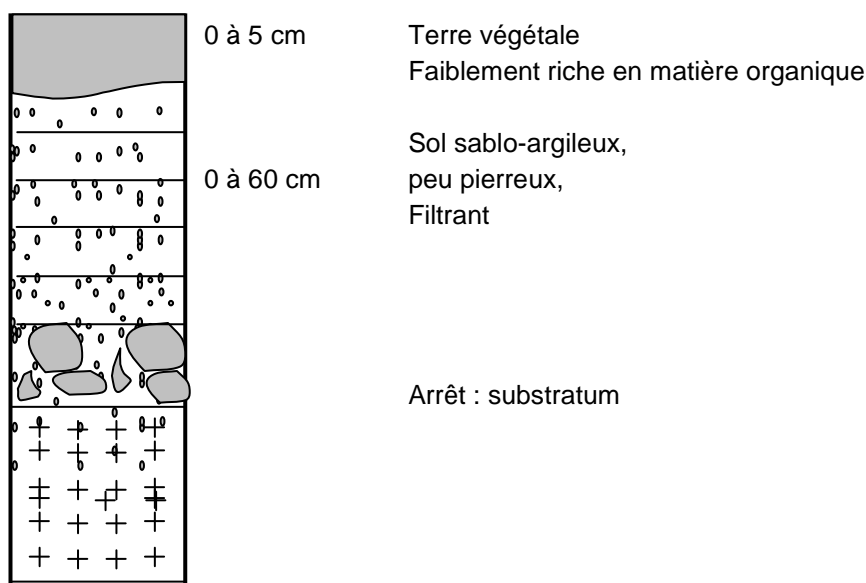 0 à 5 cm Terre végétale
Faiblement riche en matière organique
Sol sablo-argileux,
0 à 60 cm peu pierreux,
Filtrant
Arrêt : substratum